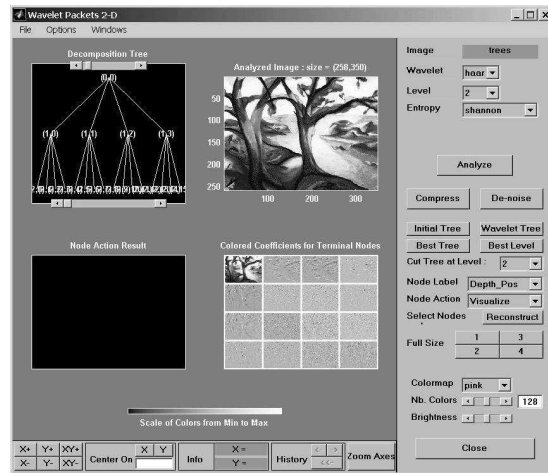 Wavelet Packets 2-D
File Options Windows
Decomposition Tree
(0,0)
(1,0) (1,1) (1,2) (1,3)
Analyzed Image : size = (258,350)
50
100
150
200
250
100 200 300
Node Action Result
Colored Coefficients for Terminal Nodes
Scale of Colors from Min to Max
Image trees
Wavelet haar
Level 2
Entropy shannon
Analyze
Compress De-noise
Initial Tree Wavelet Tree
Best Tree Best Level
Cut Tree at Level : 2
Node Label Depth_Pos
Node Action Visualize
Select Nodes Reconstruct
Full Size 1 3
2 4
Colormap pink
Nb. Colors 128
Brightness
Close
X+ Y+ XY+
X- Y- XY-
Center On X Y
Info X =
Y =
History <- ->
<<-
Zoom Axes